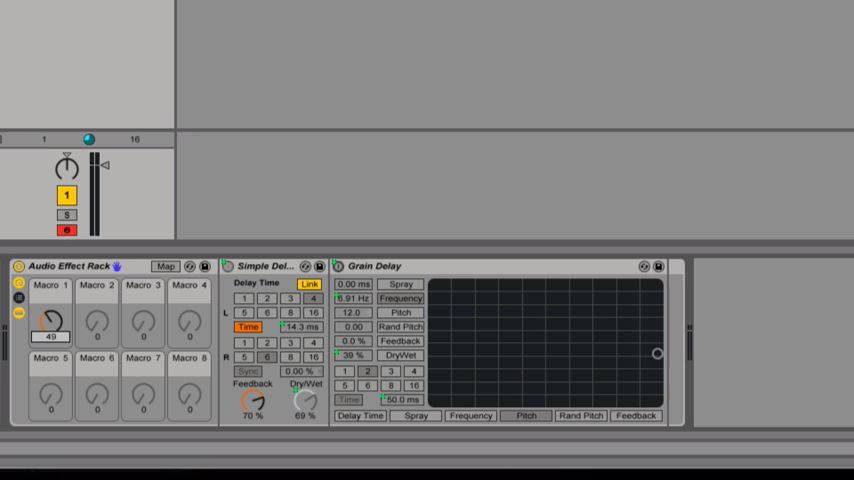 1 16
1
S
Audio Effect Rack Map
Macro 1 Macro 2 Macro 3 Macro 4
49 0 0 0
Macro 5 Macro 6 Macro 7 Macro 8
0 0 0 0
Simple Del...
Delay Time Link
1 2 3 4
L 5 6 8 16
Time 14.3 ms
1 2 3 4
R 5 6 8 16
Sync 0.00 %
Feedback Dry/Wet
70 % 69 %
Grain Delay
0.00 ms Spray
6.91 Hz Frequency
12.0 Pitch
0.00 Rand Pitch
0.0 % Feedback
39 % DryWet
1 2 3 4
5 6 8 16
Time 50.0 ms
Delay Time Spray Frequency Pitch Rand Pitch Feedback